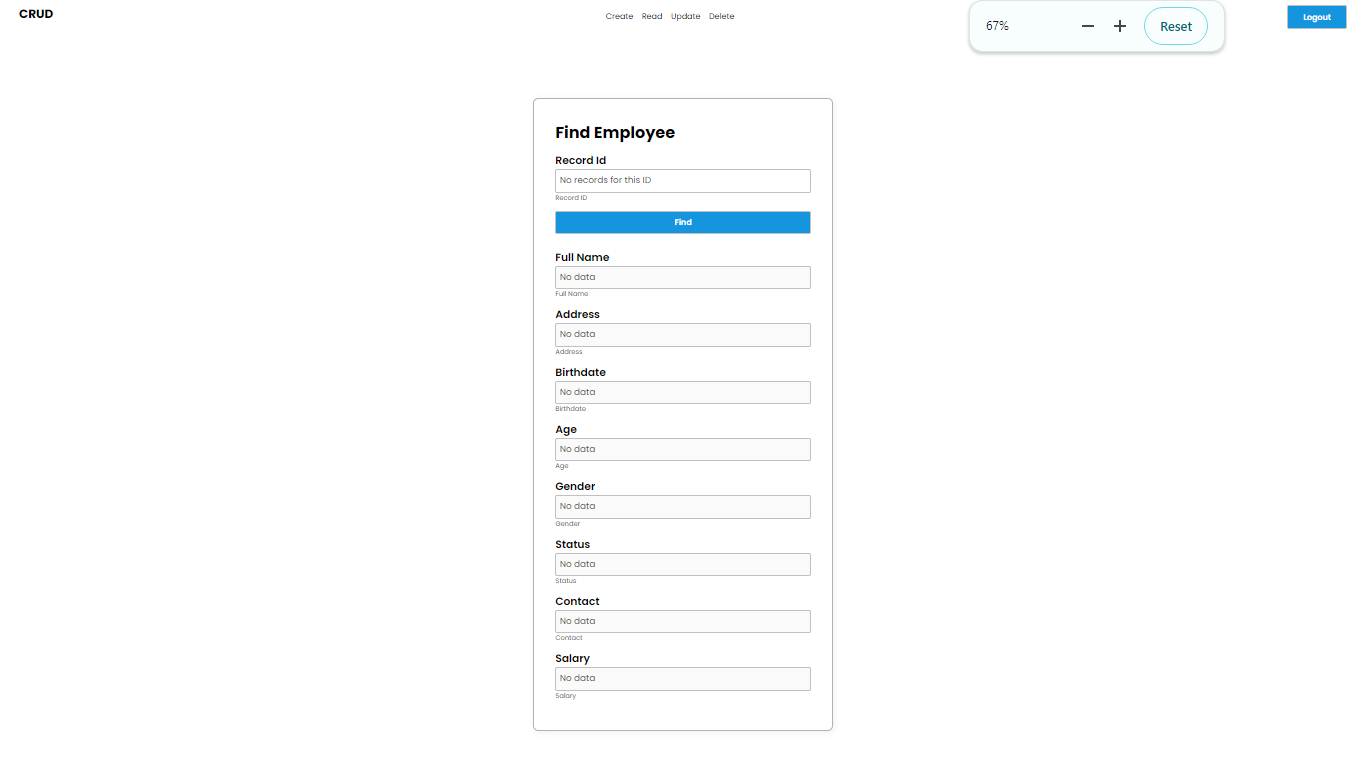 CRUD
Create Read Update Delete
67% Reset
Logout
Find Employee
Record Id
No records for this ID
Record ID
Find
Full Name
No data
Full Name
Address
No data
Address
Birthdate
No data
Birthdate
Age
No data
Age
Gender
No data
Gender
Status
No data
Status
Contact
No data
Contact
Salary
No data
Salary